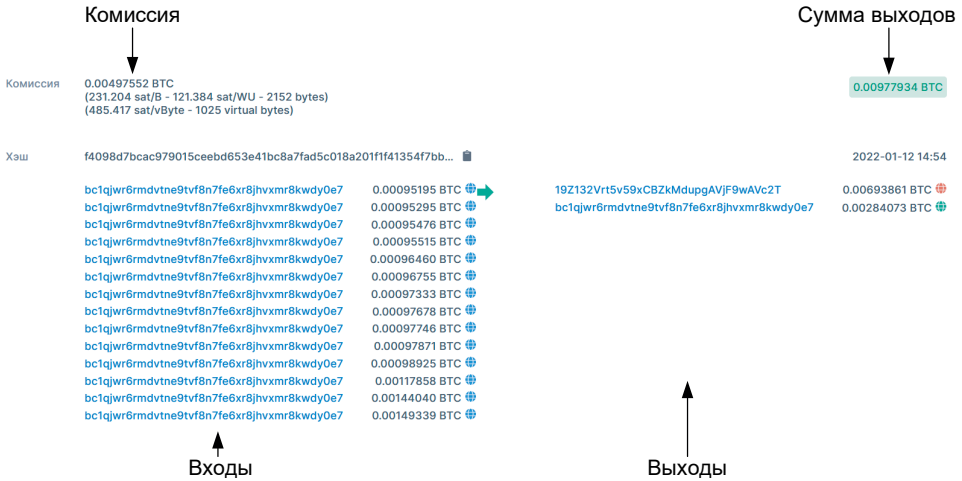 Комиссия Сумма выходов
Комиссия 0.00497552 BTC 0.00977934 BTC
(231.204 sat/B - 121.384 sat/WU - 2152 bytes)
(485.417 sat/vByte - 1025 virtual bytes)
Хэш f4098d7bcac979015ceebd653e41bc8a7fad5c018a201f1f41354f7bb... 2022-01-12 14:54
bc1qjwr6rmdvtne9tvf8n7fe6xr8jhvxmr8kwdy0e7 0.00095195 BTC 19Z132Vrt5v59xCBZkMdupgAVjF9wAVc2T 0.00693861 BTC
bc1qjwr6rmdvtne9tvf8n7fe6xr8jhvxmr8kwdy0e7 0.00095295 BTC bc1qjwr6rmdvtne9tvf8n7fe6xr8jhvxmr8kwdy0e7 0.00284073 BTC
bc1qjwr6rmdvtne9tvf8n7fe6xr8jhvxmr8kwdy0e7 0.00095476 BTC
bc1qjwr6rmdvtne9tvf8n7fe6xr8jhvxmr8kwdy0e7 0.00095515 BTC
bc1qjwr6rmdvtne9tvf8n7fe6xr8jhvxmr8kwdy0e7 0.00096460 BTC
bc1qjwr6rmdvtne9tvf8n7fe6xr8jhvxmr8kwdy0e7 0.00096755 BTC
bc1qjwr6rmdvtne9tvf8n7fe6xr8jhvxmr8kwdy0e7 0.00097333 BTC
bc1qjwr6rmdvtne9tvf8n7fe6xr8jhvxmr8kwdy0e7 0.00097678 BTC
bc1qjwr6rmdvtne9tvf8n7fe6xr8jhvxmr8kwdy0e7 0.00097746 BTC
bc1qjwr6rmdvtne9tvf8n7fe6xr8jhvxmr8kwdy0e7 0.00097871 BTC
bc1qjwr6rmdvtne9tvf8n7fe6xr8jhvxmr8kwdy0e7 0.00098925 BTC
bc1qjwr6rmdvtne9tvf8n7fe6xr8jhvxmr8kwdy0e7 0.00117858 BTC
bc1qjwr6rmdvtne9tvf8n7fe6xr8jhvxmr8kwdy0e7 0.00144040 BTC
bc1qjwr6rmdvtne9tvf8n7fe6xr8jhvxmr8kwdy0e7 0.00149339 BTC
Входы Выходы